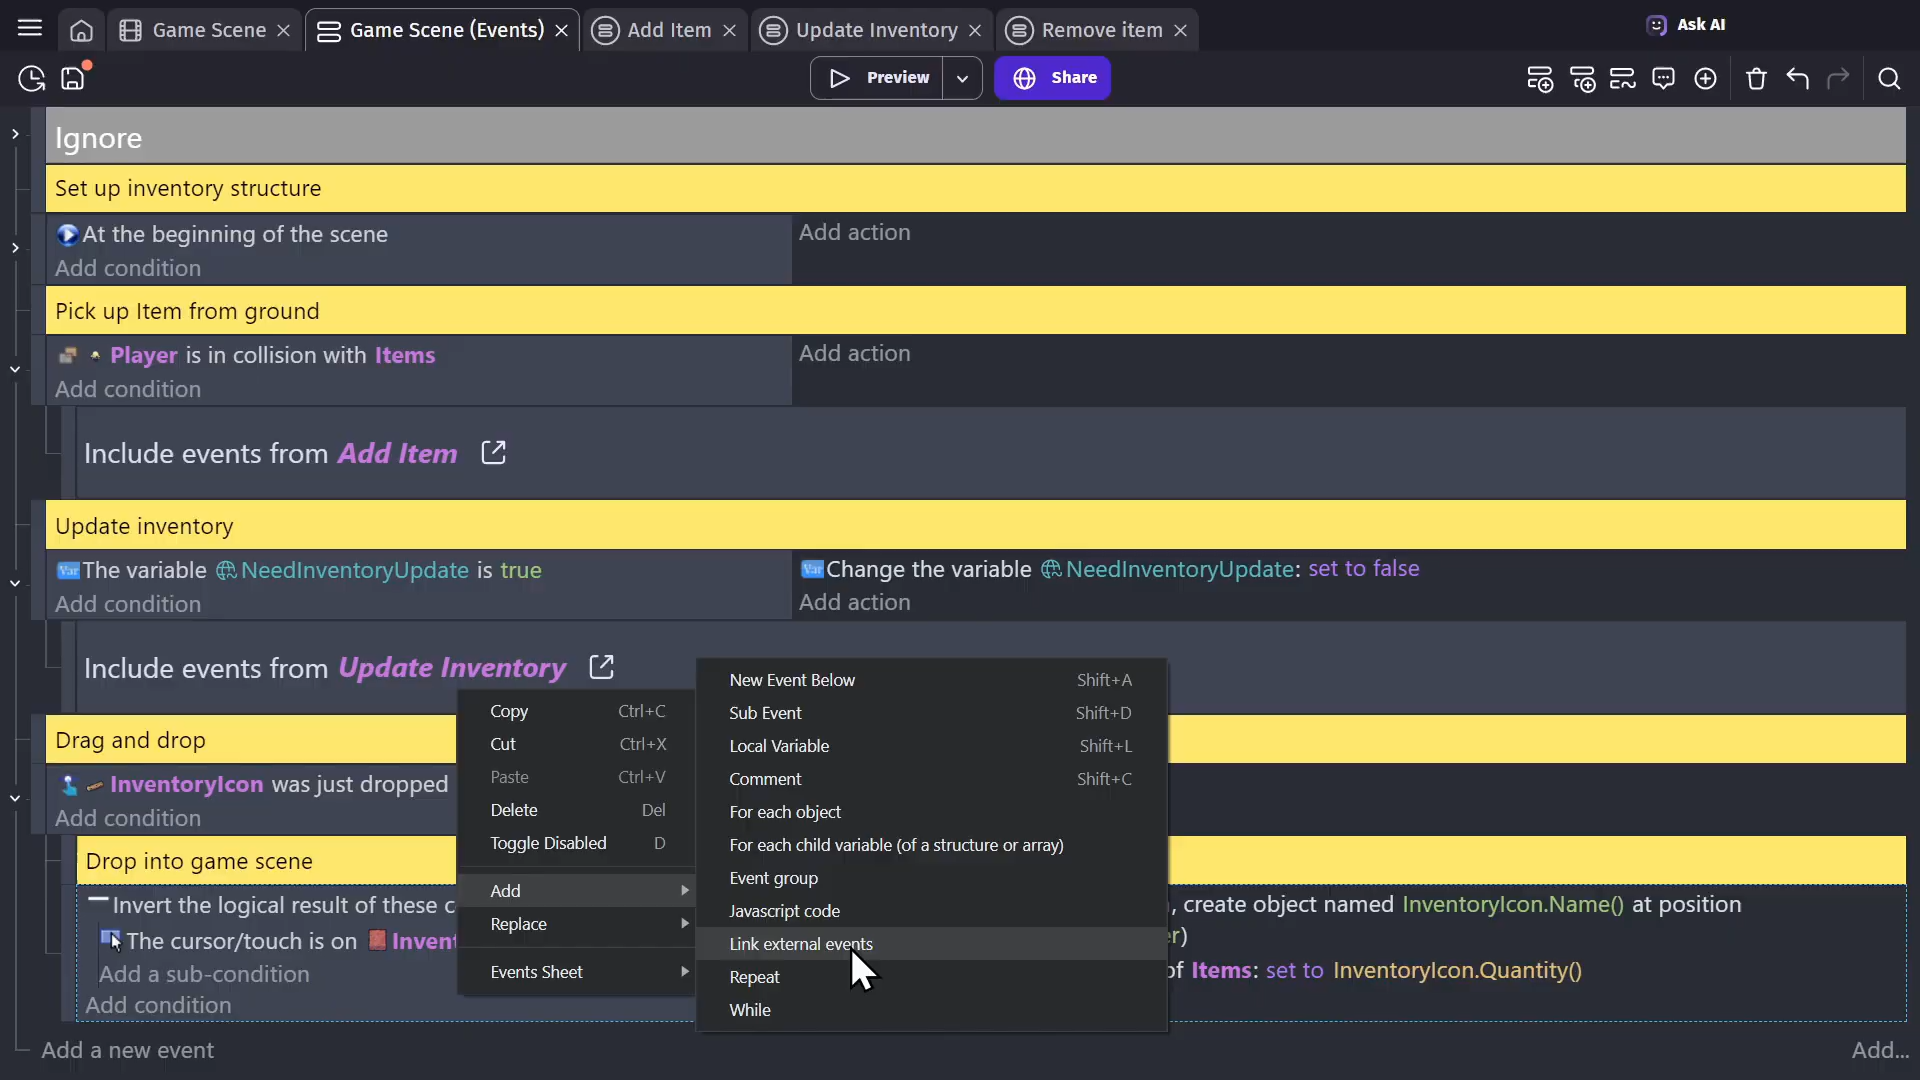 Game Scene
Game Scene (Events)
Add Item
Update Inventory
Remove item
Ask AI
Preview
Share
Ignore
Set up inventory structure
At the beginning of the scene
Add condition
Add action
Pick up Item from ground
Player is in collision with Items
Add condition
Add action
Include events from Add Item
Update inventory
Var The variable NeedInventoryUpdate is true
Add condition
Var Change the variable NeedInventoryUpdate: set to false
Add action
Include events from Update Inventory
Drag and drop
InventoryIcon was just dropped
Add condition
Drop into game scene
Invert the logical result of these c
The cursor/touch is on Invent
Add a sub-condition
Add condition
, create object named InventoryIcon.Name() at position
er)
of Items: set to InventoryIcon.Quantity()
Copy Ctrl+C
Cut Ctrl+X
Paste Ctrl+V
Delete Del
Toggle Disabled D
Add
Replace
Events Sheet
New Event Below Shift+A
Sub Event Shift+D
Local Variable Shift+L
Comment Shift+C
For each object
For each child variable (of a structure or array)
Event group
Javascript code
Link external events
Repeat
While
Add a new event
Add...